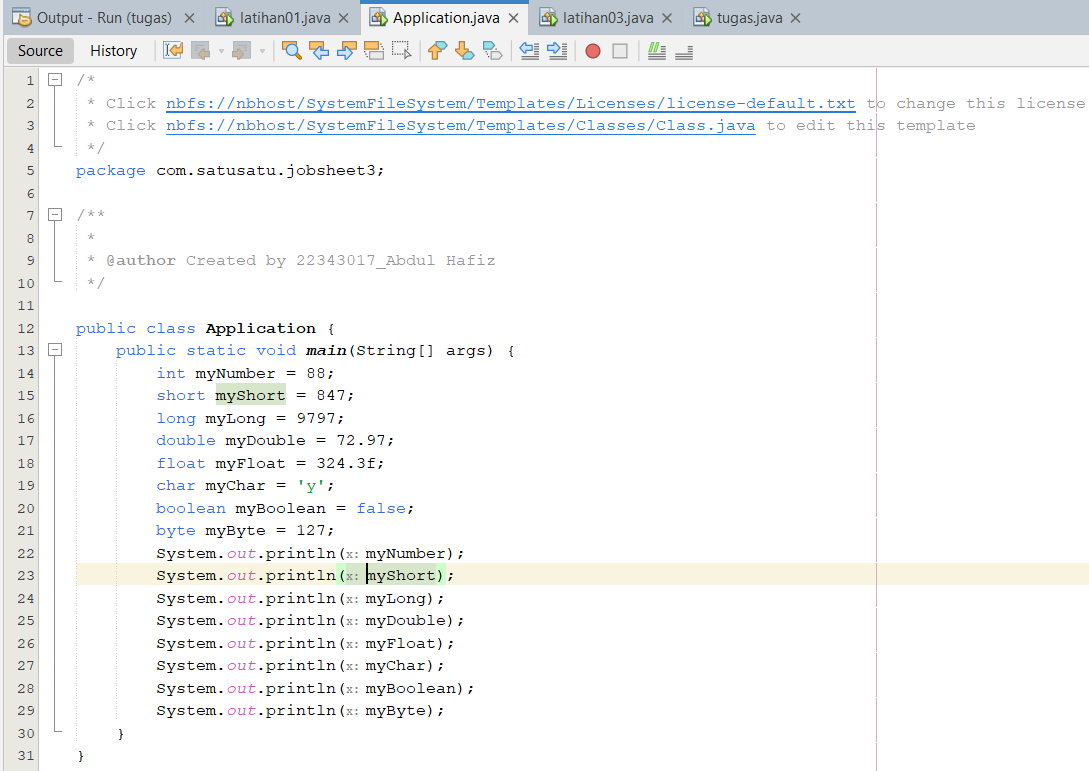 Output - Run (tugas) × latihan01.java × Application.java × latihan03.java × tugas.java ×
Source History
1 /*
2 * Click nbfs://nbhost/SystemFileSystem/Templates/Licenses/license-default.txt to change this license
3 * Click nbfs://nbhost/SystemFileSystem/Templates/Classes/Class.java to edit this template
4 */
5 package com.satusatu.jobsheet3;
6
7 /**
8 *
9 * @author Created by 22343017_Abdul Hafiz
10 */
11
12 public class Application {
13 public static void main(String[] args) {
14 int myNumber = 88;
15 short myShort = 847;
16 long myLong = 9797;
17 double myDouble = 72.97;
18 float myFloat = 324.3f;
19 char myChar = 'y';
20 boolean myBoolean = false;
21 byte myByte = 127;
22 System.out.println(x: myNumber);
23 System.out.println(x: myShort);
24 System.out.println(x: myLong);
25 System.out.println(x: myDouble);
26 System.out.println(x: myFloat);
27 System.out.println(x: myChar);
28 System.out.println(x: myBoolean);
29 System.out.println(x: myByte);
30 }
31 }